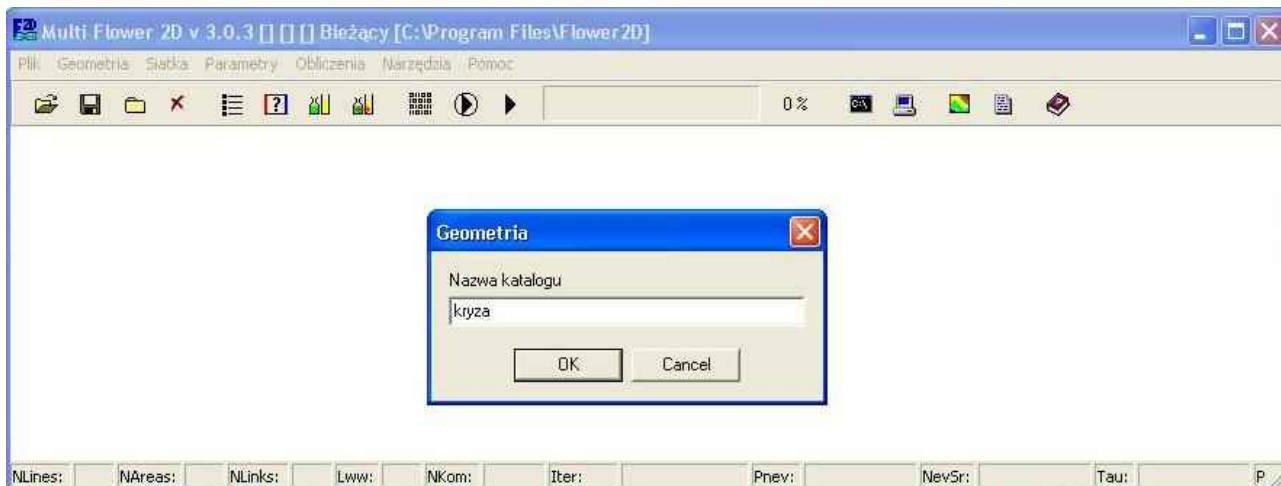 Multi Flower 2D v 3.0.3 [] [] [] Bieżący [C:\Program Files\Flower2D]
Plik Geometria Siatka Parametry Obliczenia Narzędzia Pomoc
0 %
Geometria
Nazwa katalogu
kryza
OK Cancel
NLines: NAreas: NLinks: Lww: NKom: Iter: Pnev: NevSr: Tau: P